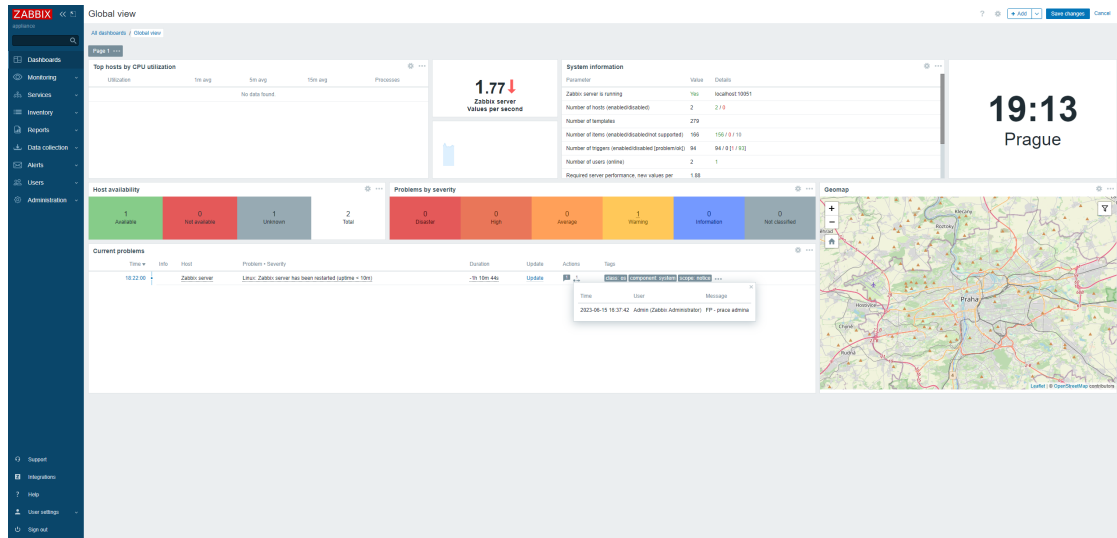 ZABBIX
appliance
Dashboards
Monitoring
Services
Inventory
Reports
Data collection
Alerts
Users
Administration
Support
Integrations
Help
User settings
Sign out
Global view
? + Add Save changes Cancel
All dashboards / Global view
Page 1
Top hosts by CPU utilization
Utilization 1m avg 5m avg 15m avg Processes
No data found.
1.77
Zabbix server
Values per second
System information
Parameter Value Details
Zabbix server is running Yes localhost:10051
Number of hosts (enabled/disabled) 2 2 / 0
Number of templates 279
Number of items (enabled/disabled/not supported) 166 156 / 0 / 10
Number of triggers (enabled/disabled [problem/ok]) 94 94 / 0 [1 / 93]
Number of users (online) 2 1
Required server performance, new values per 1.88
19:13
Prague
Host availability
1 Available
0 Not available
1 Unknown
2 Total
Problems by severity
0 Disaster
0 High
0 Average
1 Warning
0 Information
0 Not classified
Geomap
+
−
Klecany
Roztoky
Hostivice
Praha
Chýně
Rudná
Leaflet | © OpenStreetMap contributors
Current problems
Time Info Host Problem • Severity Duration Update Actions Tags
18:22:00 Zabbix server Linux: Zabbix server has been restarted (uptime < 10m) -1h 10m 44s Update class: os component: system scope: notice
Time User Message
2023-06-15 18:37:42 Admin (Zabbix Administrator) FP - prace admina